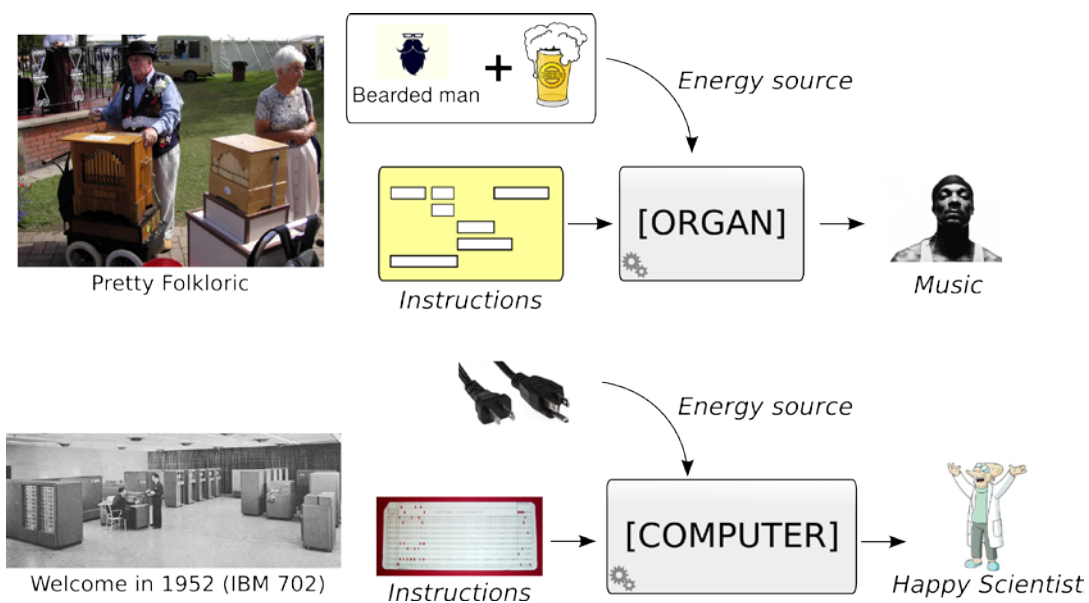 Bearded man
+
Energy source
[ORGAN]
Pretty Folkloric
Instructions
Music
Energy source
[COMPUTER]
Welcome in 1952 (IBM 702)
Instructions
Happy Scientist